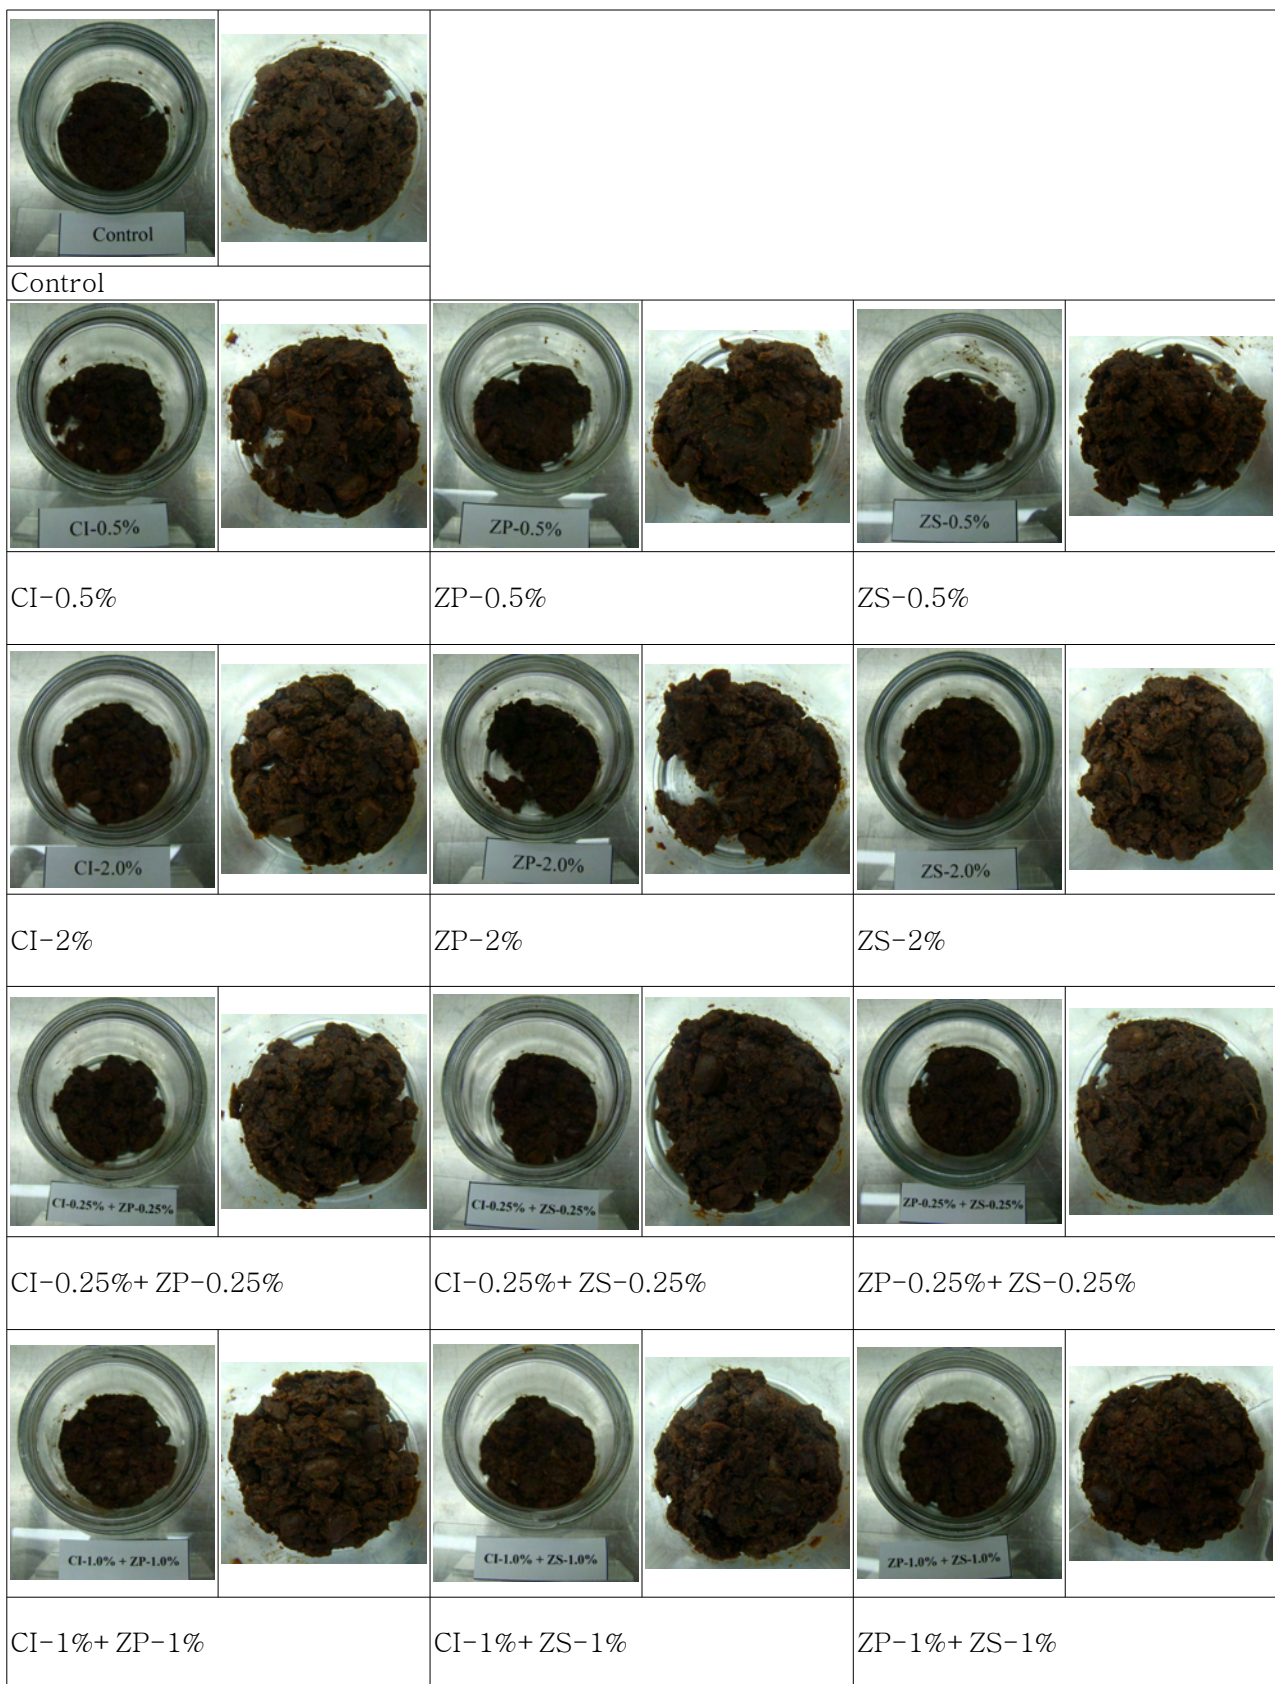 Control
Control
CI-0.5%
ZP-0.5%
ZS-0.5%
CI-0.5%
ZP-0.5%
ZS-0.5%
CI-2.0%
ZP-2.0%
ZS-2.0%
CI-2%
ZP-2%
ZS-2%
CI-0.25% + ZP-0.25%
CI-0.25% + ZS-0.25%
ZP-0.25% + ZS-0.25%
CI-0.25%+ ZP-0.25%
CI-0.25%+ ZS-0.25%
ZP-0.25%+ ZS-0.25%
CI-1.0% + ZP-1.0%
CI-1.0% + ZS-1.0%
ZP-1.0% + ZS-1.0%
CI-1%+ ZP-1%
CI-1%+ ZS-1%
ZP-1%+ ZS-1%